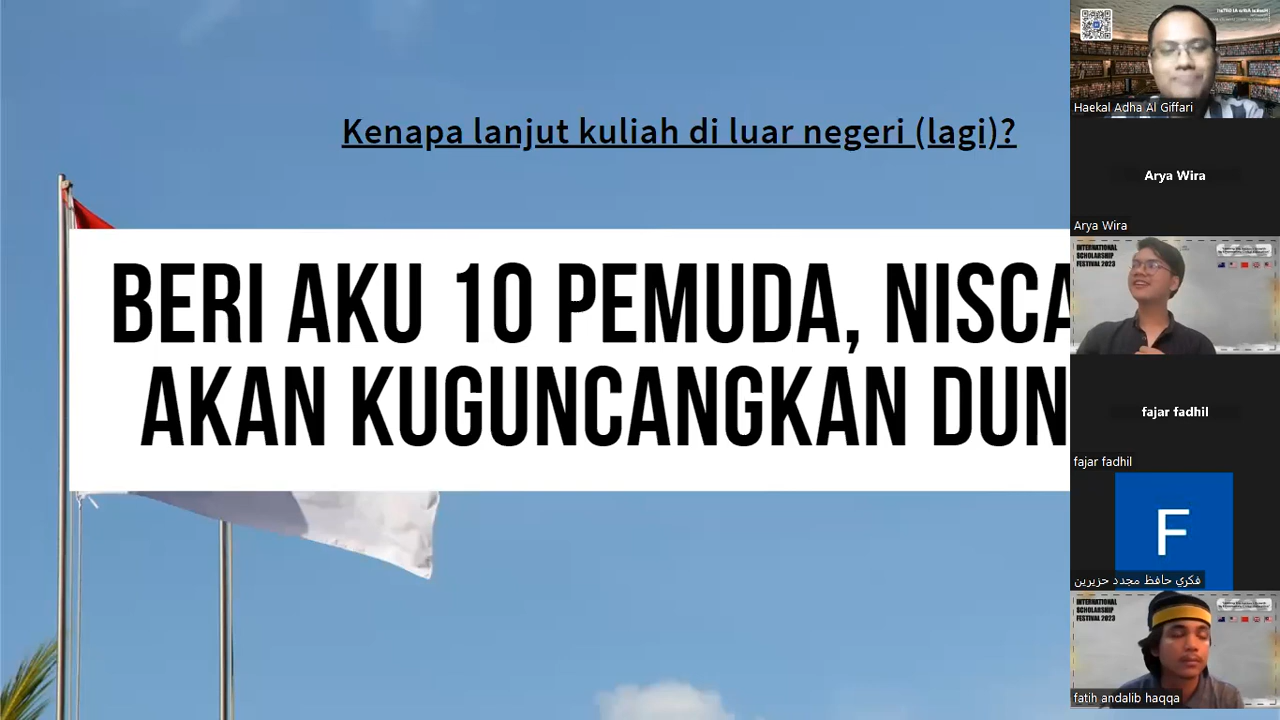 Kenapa lanjut kuliah di luar negeri (lagi)?
BERI AKU 10 PEMUDA, NISCA
AKAN KUGUNCANGKAN DUN
Haekal Adha Al Giffari
Arya Wira
Arya Wira
INTERNATIONAL
SCHOLARSHIP
FESTIVAL 2023
fajar fadhil
fajar fadhil
F
فكري حافظ مجدد حزيرين
INTERNATIONAL
SCHOLARSHIP
FESTIVAL 2023
fatih andalib haqqa